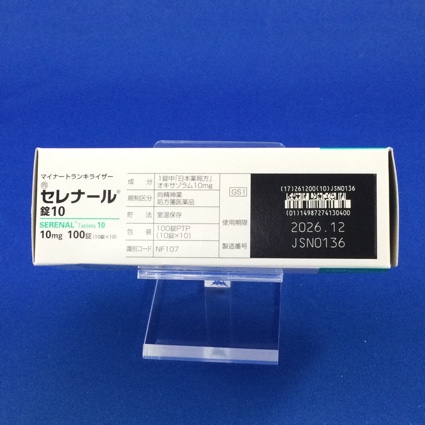 マイナートランキライザー
向
セレナール®
錠10
SERENAL® Tablets 10
10mg 100錠(10錠×10)
成分 1錠中「日本薬局方」
オキサゾラム10mg
規制区分 向精神薬
処方箋医薬品
貯法 室温保存
包装 100錠PTP
(10錠×10)
識別コード NF107
GS1
使用期限
製造番号
(17)261200(10)JSN0136
(01)14987274130400
2026.12
JSN0136